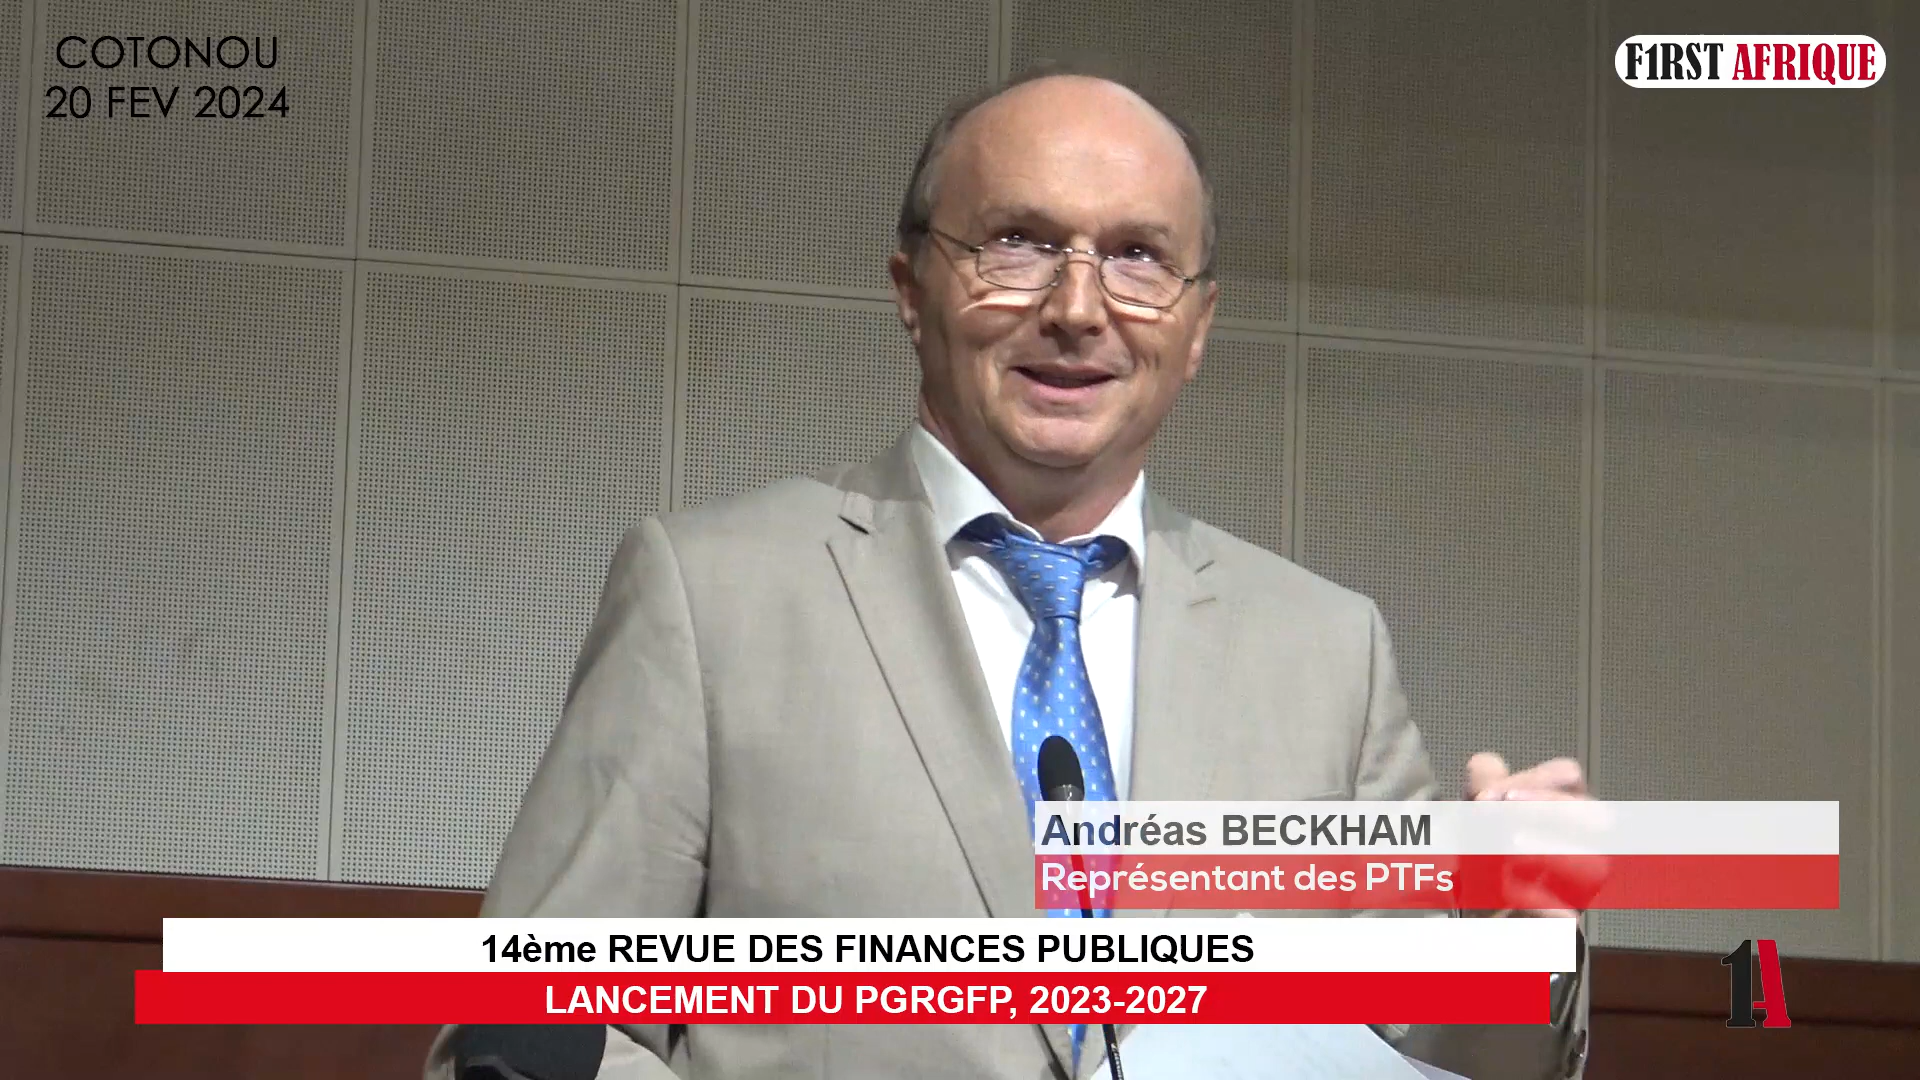 COTONOU
20 FEV 2024
F1RST AFRIQUE
Andréas BECKHAM
Représentant des PTFs
14ème REVUE DES FINANCES PUBLIQUES
LANCEMENT DU PGRGFP, 2023-2027
1A